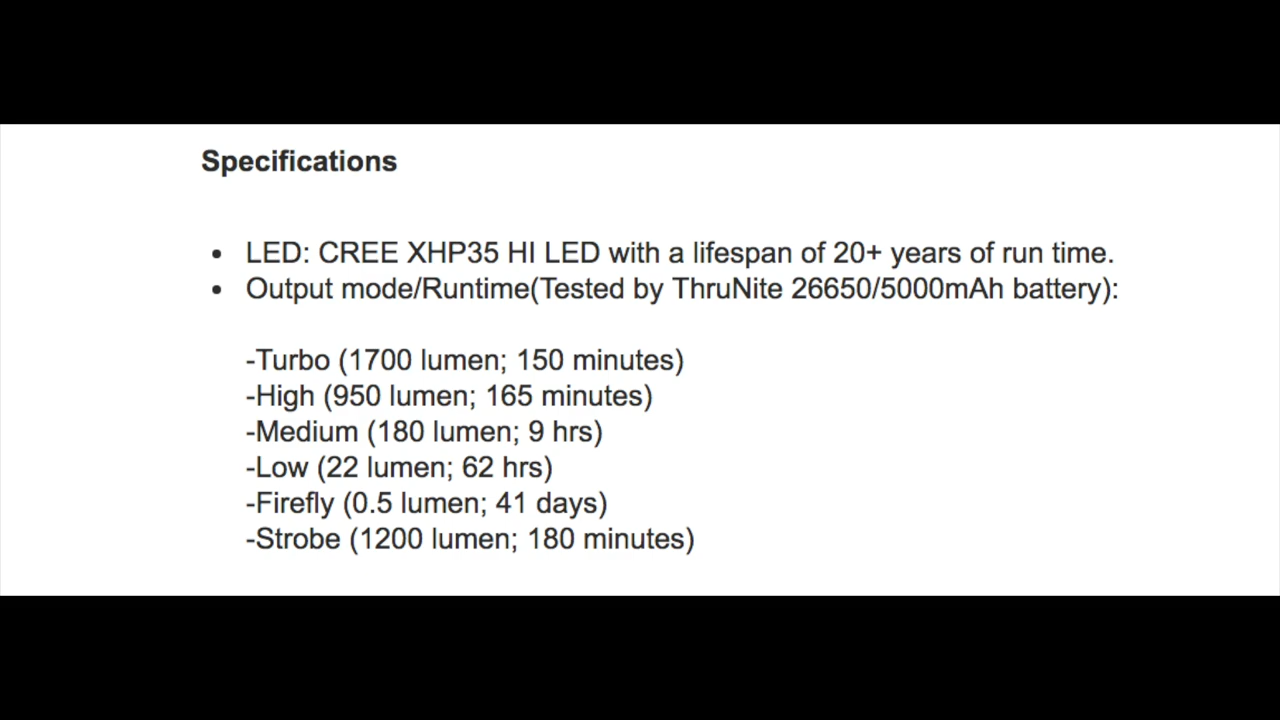 Specifications
• LED: CREE XHP35 HI LED with a lifespan of 20+ years of run time.
• Output mode/Runtime(Tested by ThruNite 26650/5000mAh battery):
-Turbo (1700 lumen; 150 minutes)
-High (950 lumen; 165 minutes)
-Medium (180 lumen; 9 hrs)
-Low (22 lumen; 62 hrs)
-Firefly (0.5 lumen; 41 days)
-Strobe (1200 lumen; 180 minutes)